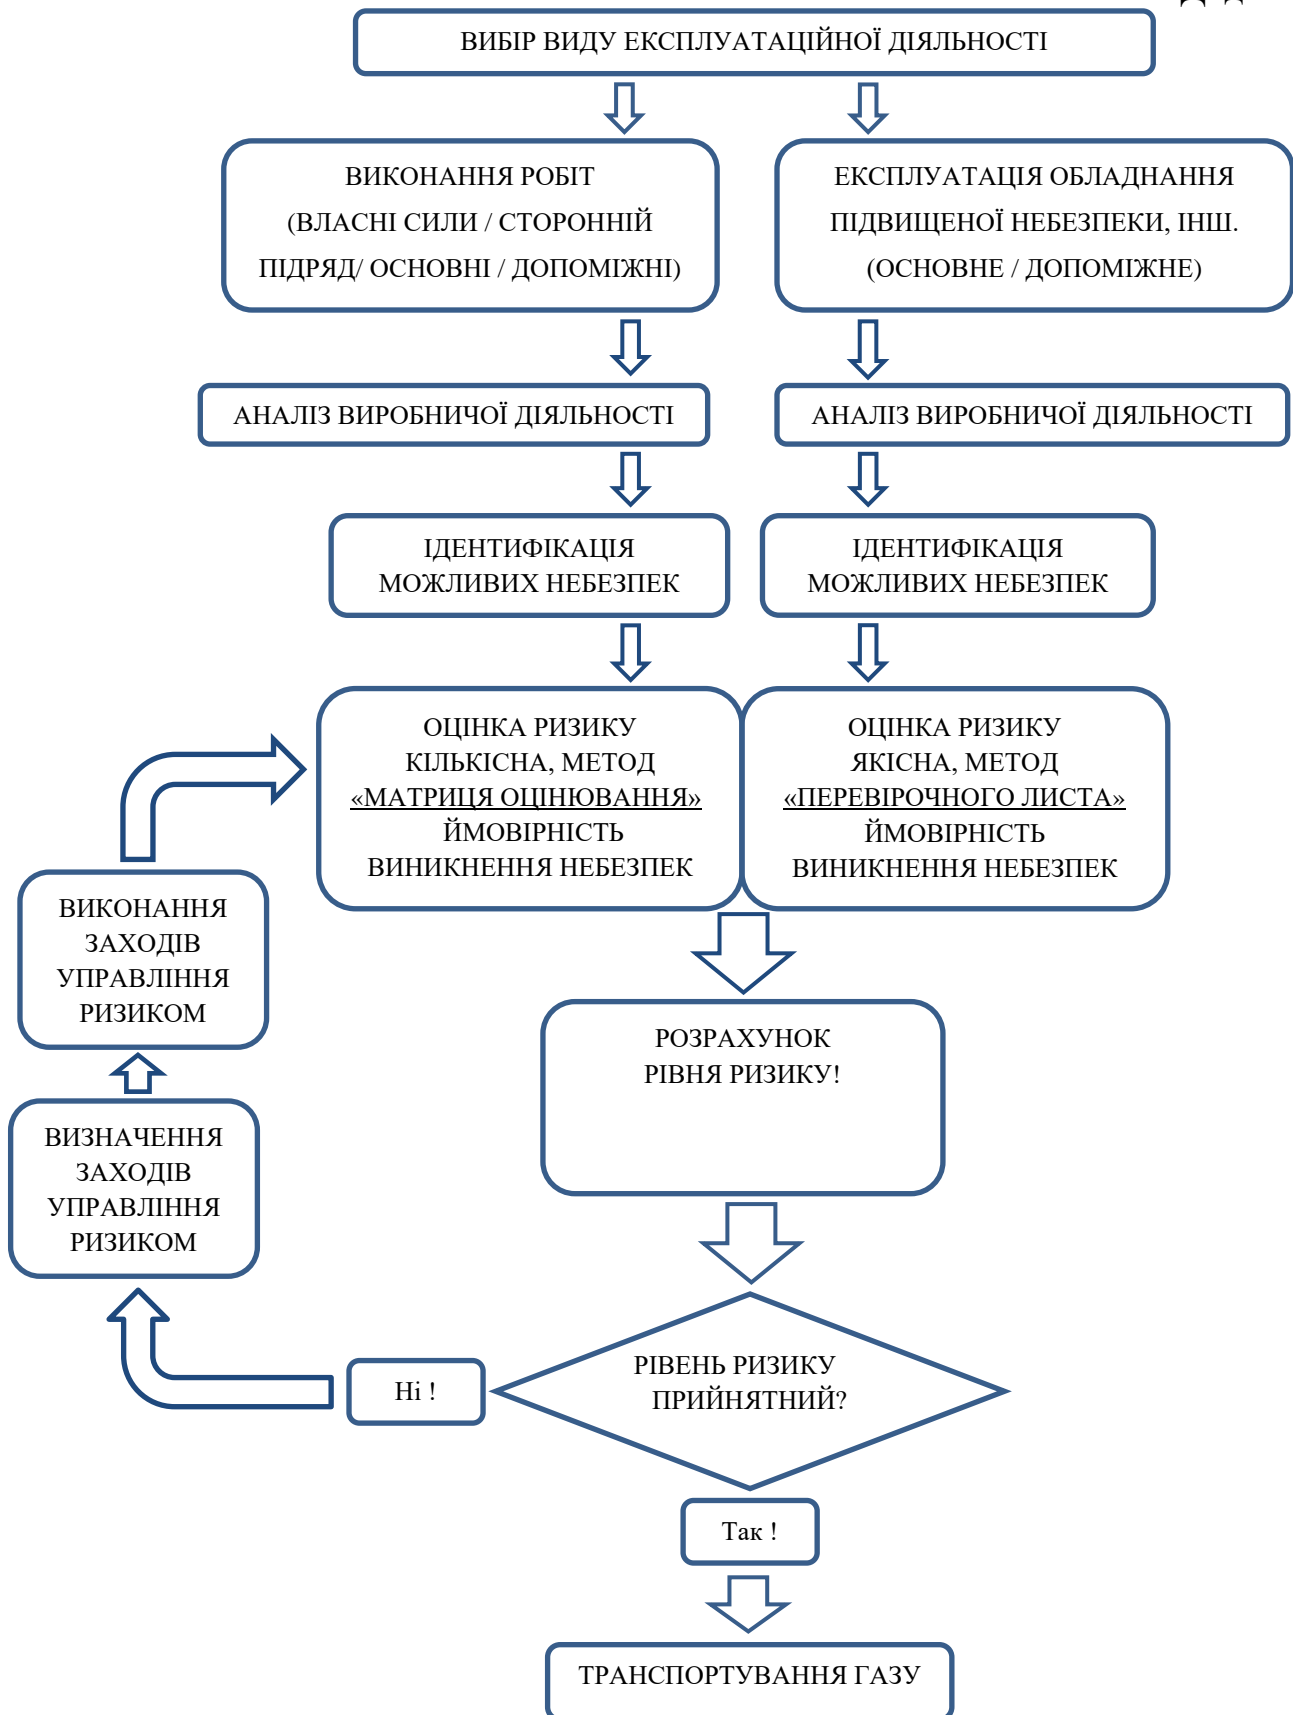 ВИБІР ВИДУ ЕКСПЛУАТАЦІЙНОЇ ДІЯЛЬНОСТІ
ВИКОНАННЯ РОБІТ
(ВЛАСНІ СИЛИ / СТОРОННІЙ
ПІДРЯД/ ОСНОВНІ / ДОПОМІЖНІ)
ЕКСПЛУАТАЦІЯ ОБЛАДНАННЯ
ПІДВИЩЕНОЇ НЕБЕЗПЕКИ, ІНШ.
(ОСНОВНЕ / ДОПОМІЖНЕ)
АНАЛІЗ ВИРОБНИЧОЇ ДІЯЛЬНОСТІ
АНАЛІЗ ВИРОБНИЧОЇ ДІЯЛЬНОСТІ
ІДЕНТИФІКАЦІЯ
МОЖЛИВИХ НЕБЕЗПЕК
ІДЕНТИФІКАЦІЯ
МОЖЛИВИХ НЕБЕЗПЕК
ОЦІНКА РИЗИКУ
КІЛЬКІСНА, МЕТОД
«МАТРИЦЯ ОЦІНЮВАННЯ»
ЙМОВІРНІСТЬ
ВИНИКНЕННЯ НЕБЕЗПЕК
ОЦІНКА РИЗИКУ
ЯКІСНА, МЕТОД
«ПЕРЕВІРОЧНОГО ЛИСТА»
ЙМОВІРНІСТЬ
ВИНИКНЕННЯ НЕБЕЗПЕК
ВИКОНАННЯ
ЗАХОДІВ
УПРАВЛІННЯ
РИЗИКОМ
РОЗРАХУНОК
РІВНЯ РИЗИКУ!
ВИЗНАЧЕННЯ
ЗАХОДІВ
УПРАВЛІННЯ
РИЗИКОМ
РІВЕНЬ РИЗИКУ
ПРИЙНЯТНИЙ?
Ні !
Так !
ТРАНСПОРТУВАННЯ ГАЗУ